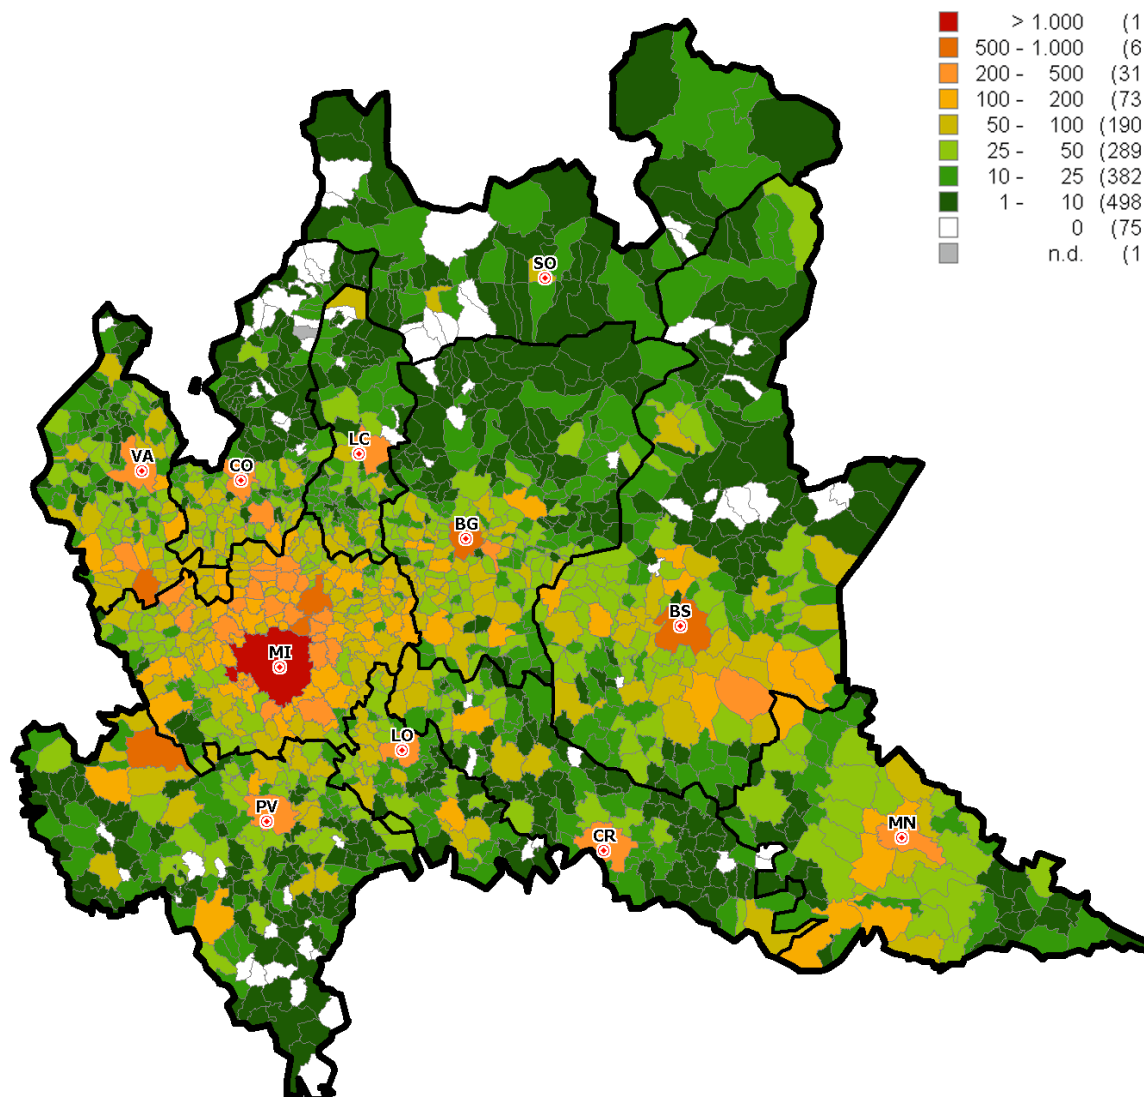 > 1.000 (1
500 - 1.000 (6
200 - 500 (31
100 - 200 (73
50 - 100 (190
25 - 50 (289
10 - 25 (382
1 - 10 (498
0 (75
n.d. (1
SO
LC
VA
CO
BG
BS
MI
LO
PV
MN
CR